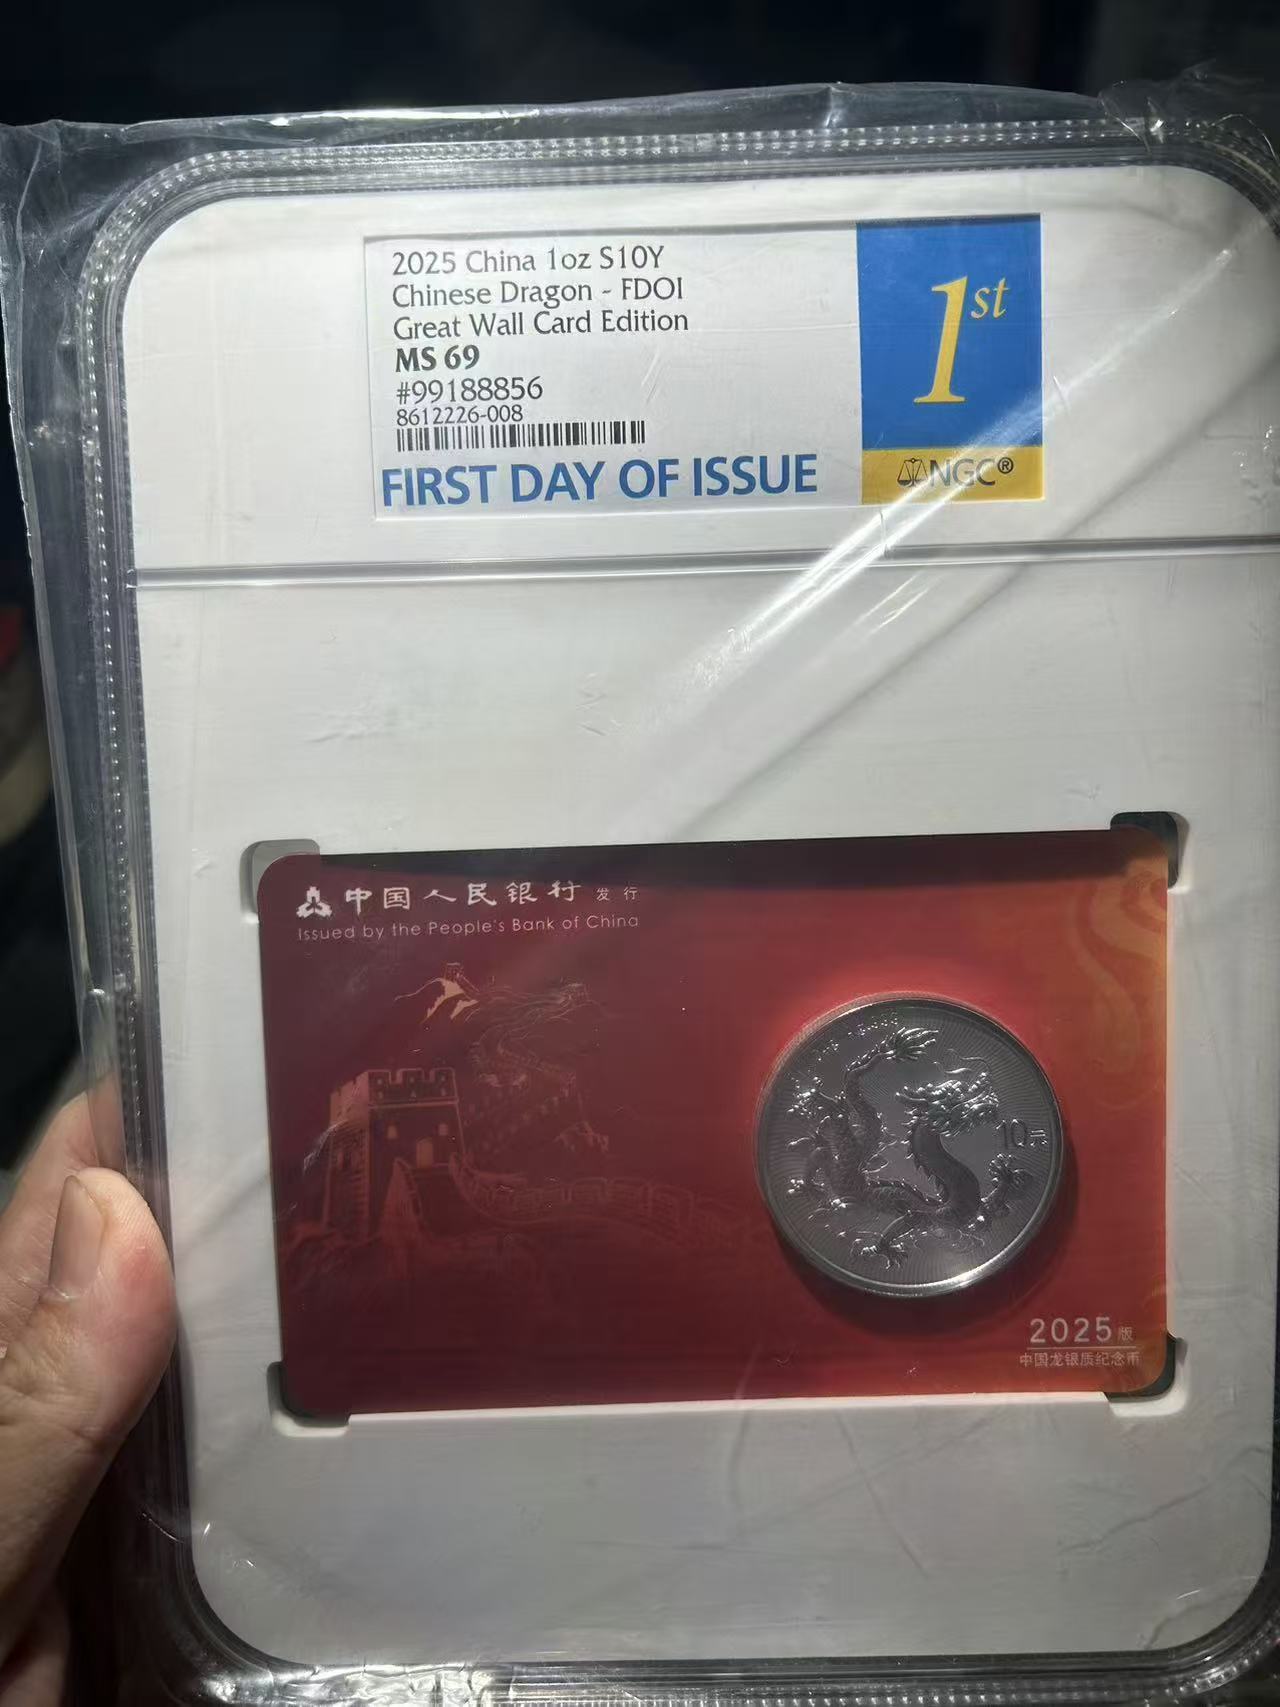 2025 China 1oz S10Y
Chinese Dragon - FDOI
Great Wall Card Edition
MS 69
#99188856
8612226-008
FIRST DAY OF ISSUE
1st
NGC®
中国人民银行 发行
Issued by the People's Bank of China
10元
2025版
中国龙银质纪念币